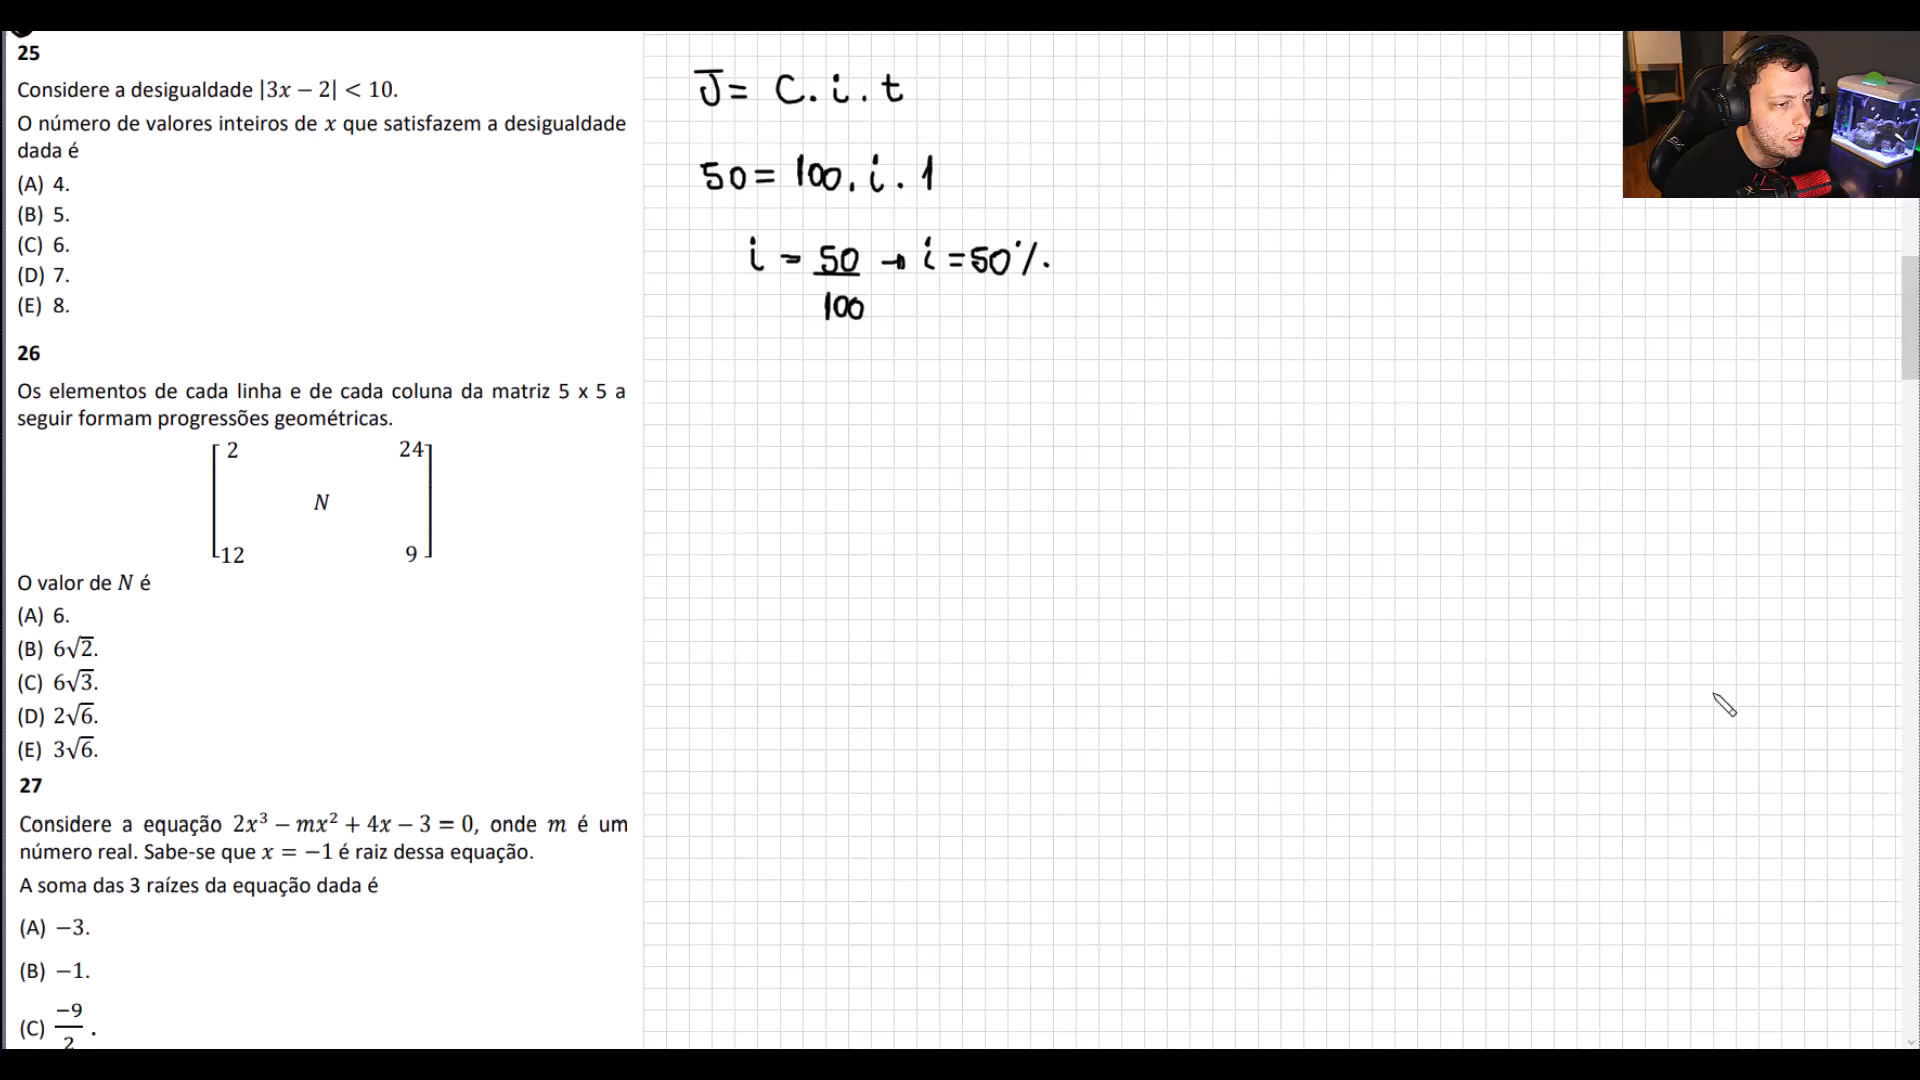 25
Considere a desigualdade |3x − 2| < 10.
O número de valores inteiros de x que satisfazem a desigualdade
dada é
(A) 4.
(B) 5.
(C) 6.
(D) 7.
(E) 8.
26
Os elementos de cada linha e de cada coluna da matriz 5 x 5 a
seguir formam progressões geométricas.
2 24
N
12 9
O valor de N é
(A) 6.
(B) 6√2.
(C) 6√3.
(D) 2√6.
(E) 3√6.
27
Considere a equação 2x³ − mx² + 4x − 3 = 0, onde m é um
número real. Sabe-se que x = −1 é raiz dessa equação.
A soma das 3 raízes da equação dada é
(A) −3.
(B) −1.
(C) −9/2 .
J = C. i. t
50 = 100. i. 1
i = 50/100 → i = 50%.